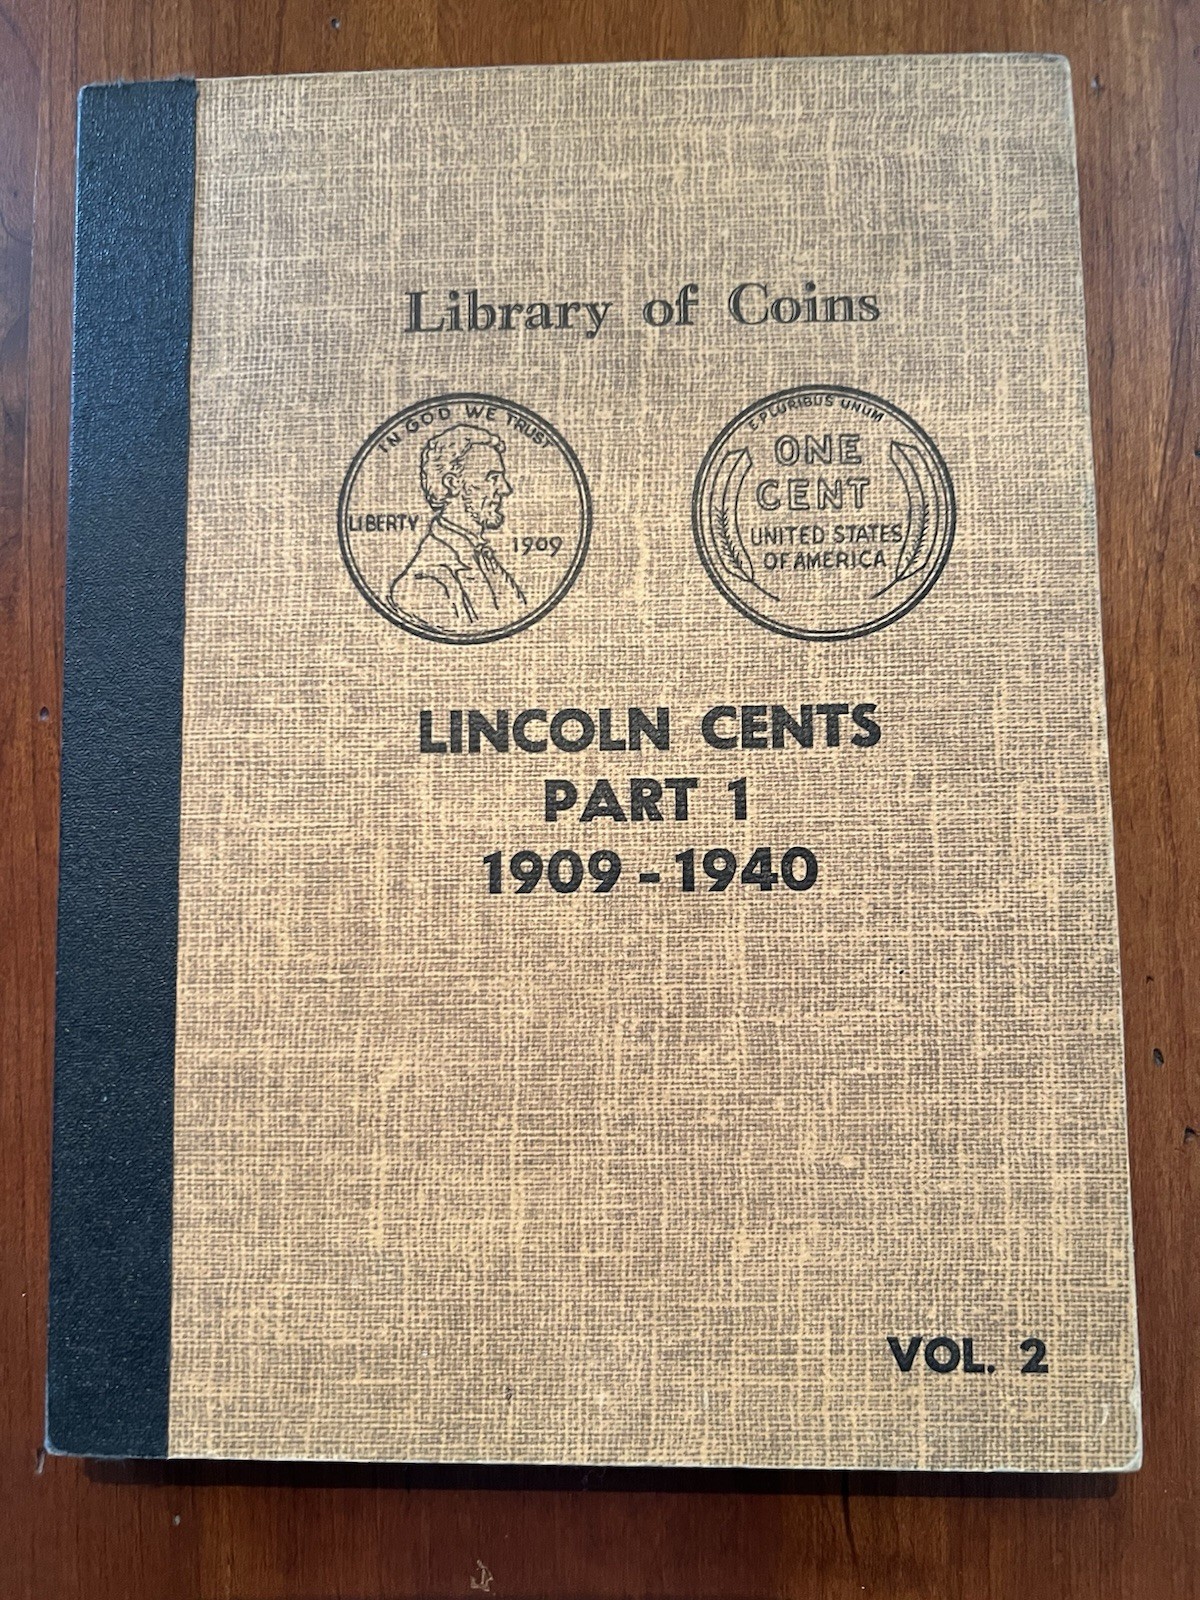 Library of Coins
IN GOD WE TRUST
LIBERTY
1909
E·PLURIBUS UNUM
ONE
CENT
UNITED STATES
OF AMERICA
LINCOLN CENTS
PART 1
1909 - 1940
VOL. 2